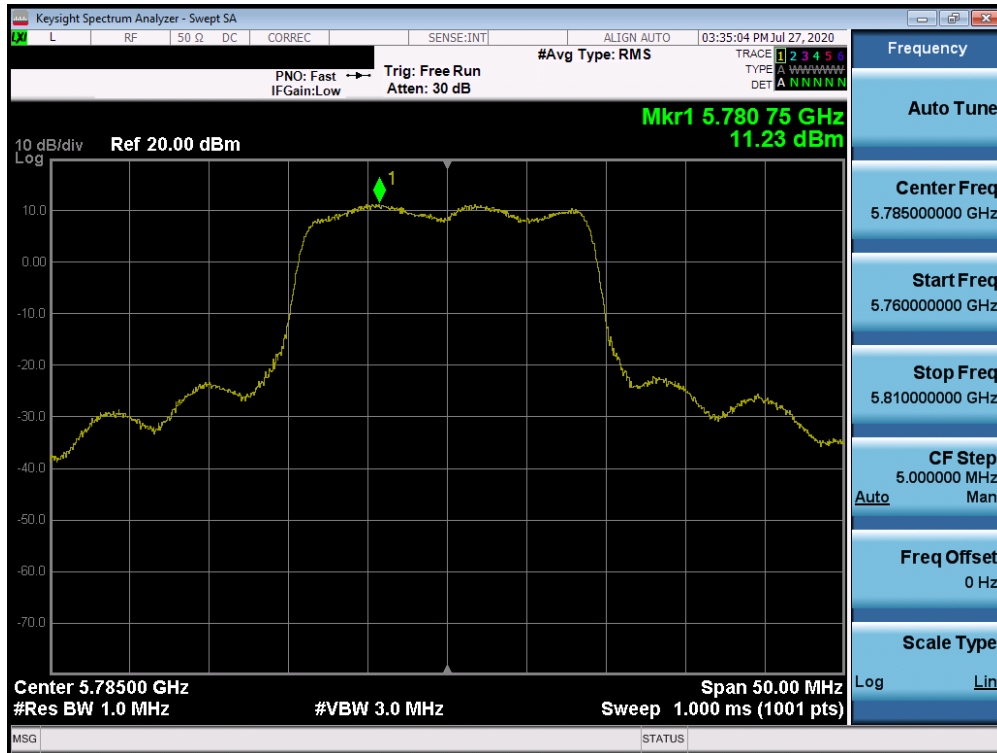 Keysight Spectrum Analyzer - Swept SA
LXI L RF 50 Ω DC CORREC SENSE:INT ALIGN AUTO 03:35:04 PM Jul 27, 2020
Frequency
PNO: Fast Trig: Free Run #Avg Type: RMS TRACE 1 2 3 4 5 6
IFGain:Low Atten: 30 dB TYPE A WWWWW
DET A N N N N N
Auto Tune
Mkr1 5.780 75 GHz
11.23 dBm
10 dB/div Ref 20.00 dBm
Log
1
10.0
0.00
-10.0
-20.0
-30.0
-40.0
-50.0
-60.0
-70.0
Center Freq
5.785000000 GHz
Start Freq
5.760000000 GHz
Stop Freq
5.810000000 GHz
CF Step
5.000000 MHz
Auto Man
Freq Offset
0 Hz
Scale Type
Log Lin
Center 5.78500 GHz Span 50.00 MHz
#Res BW 1.0 MHz #VBW 3.0 MHz Sweep 1.000 ms (1001 pts)
MSG STATUS